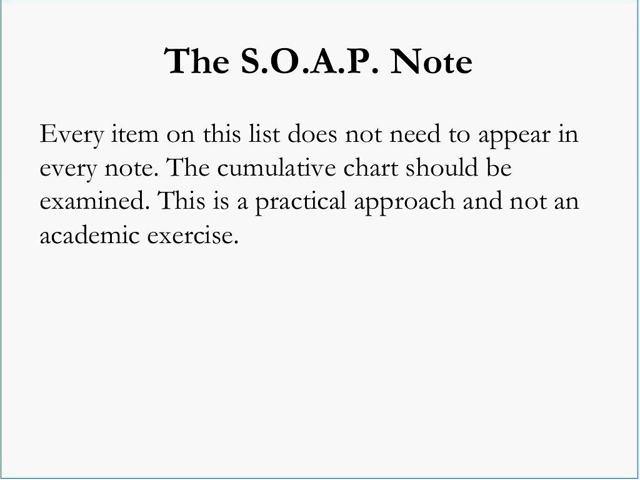 The S.O.A.P. Note
Every item on this list does not need to appear in
every note. The cumulative chart should be
examined. This is a practical approach and not an
academic exercise.